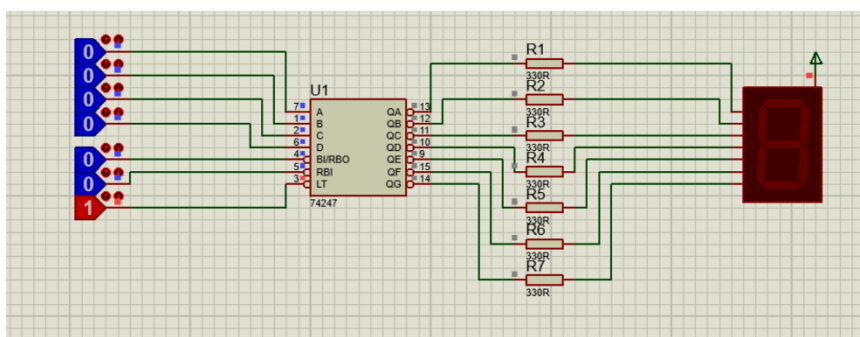 0
0
0
0
0
0
1
U1
7 A QA 13
1 B QB 12
2 C QC 11
6 D QD 10
4 BI/RBO QE 9
5 RBI QF 15
3 LT QG 14
74247
R1
330R
R2
330R
R3
330R
R4
330R
R5
330R
R6
330R
R7
330R